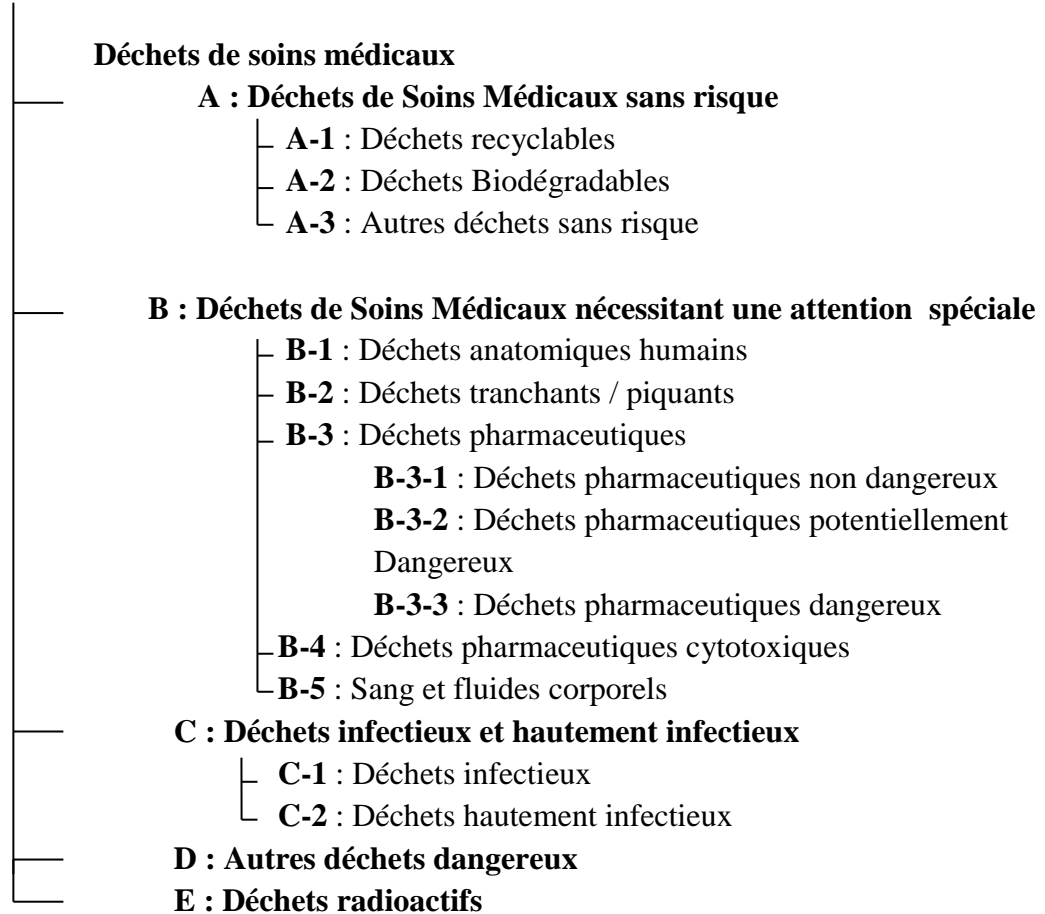 Déchets de soins médicaux
A : Déchets de Soins Médicaux sans risque
A-1 : Déchets recyclables
A-2 : Déchets Biodégradables
A-3 : Autres déchets sans risque
B : Déchets de Soins Médicaux nécessitant une attention spéciale
B-1 : Déchets anatomiques humains
B-2 : Déchets tranchants / piquants
B-3 : Déchets pharmaceutiques
B-3-1 : Déchets pharmaceutiques non dangereux
B-3-2 : Déchets pharmaceutiques potentiellement
Dangereux
B-3-3 : Déchets pharmaceutiques dangereux
B-4 : Déchets pharmaceutiques cytotoxiques
B-5 : Sang et fluides corporels
C : Déchets infectieux et hautement infectieux
C-1 : Déchets infectieux
C-2 : Déchets hautement infectieux
D : Autres déchets dangereux
E : Déchets radioactifs